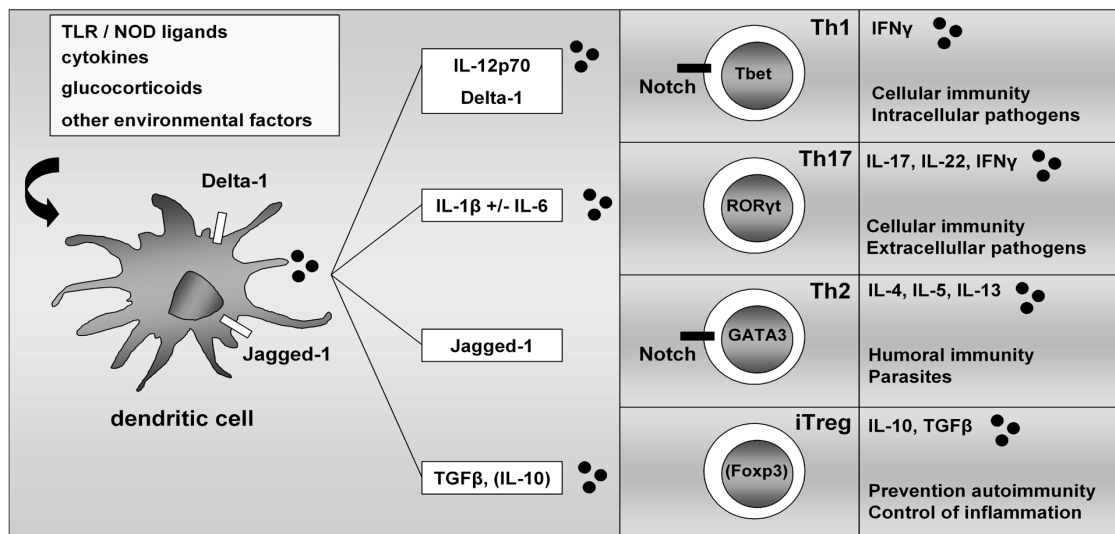 TLR / NOD ligands
cytokines
glucocorticoids
other environmental factors
Delta-1
Jagged-1
dendritic cell
IL-12p70
Delta-1
IL-1β +/- IL-6
Jagged-1
TGFβ, (IL-10)
Th1
Notch
Tbet
IFNγ
Cellular immunity
Intracellular pathogens
Th17
RORγt
IL-17, IL-22, IFNγ
Cellular immunity
Extracellullar pathogens
Th2
Notch
GATA3
IL-4, IL-5, IL-13
Humoral immunity
Parasites
iTreg
(Foxp3)
IL-10, TGFβ
Prevention autoimmunity
Control of inflammation